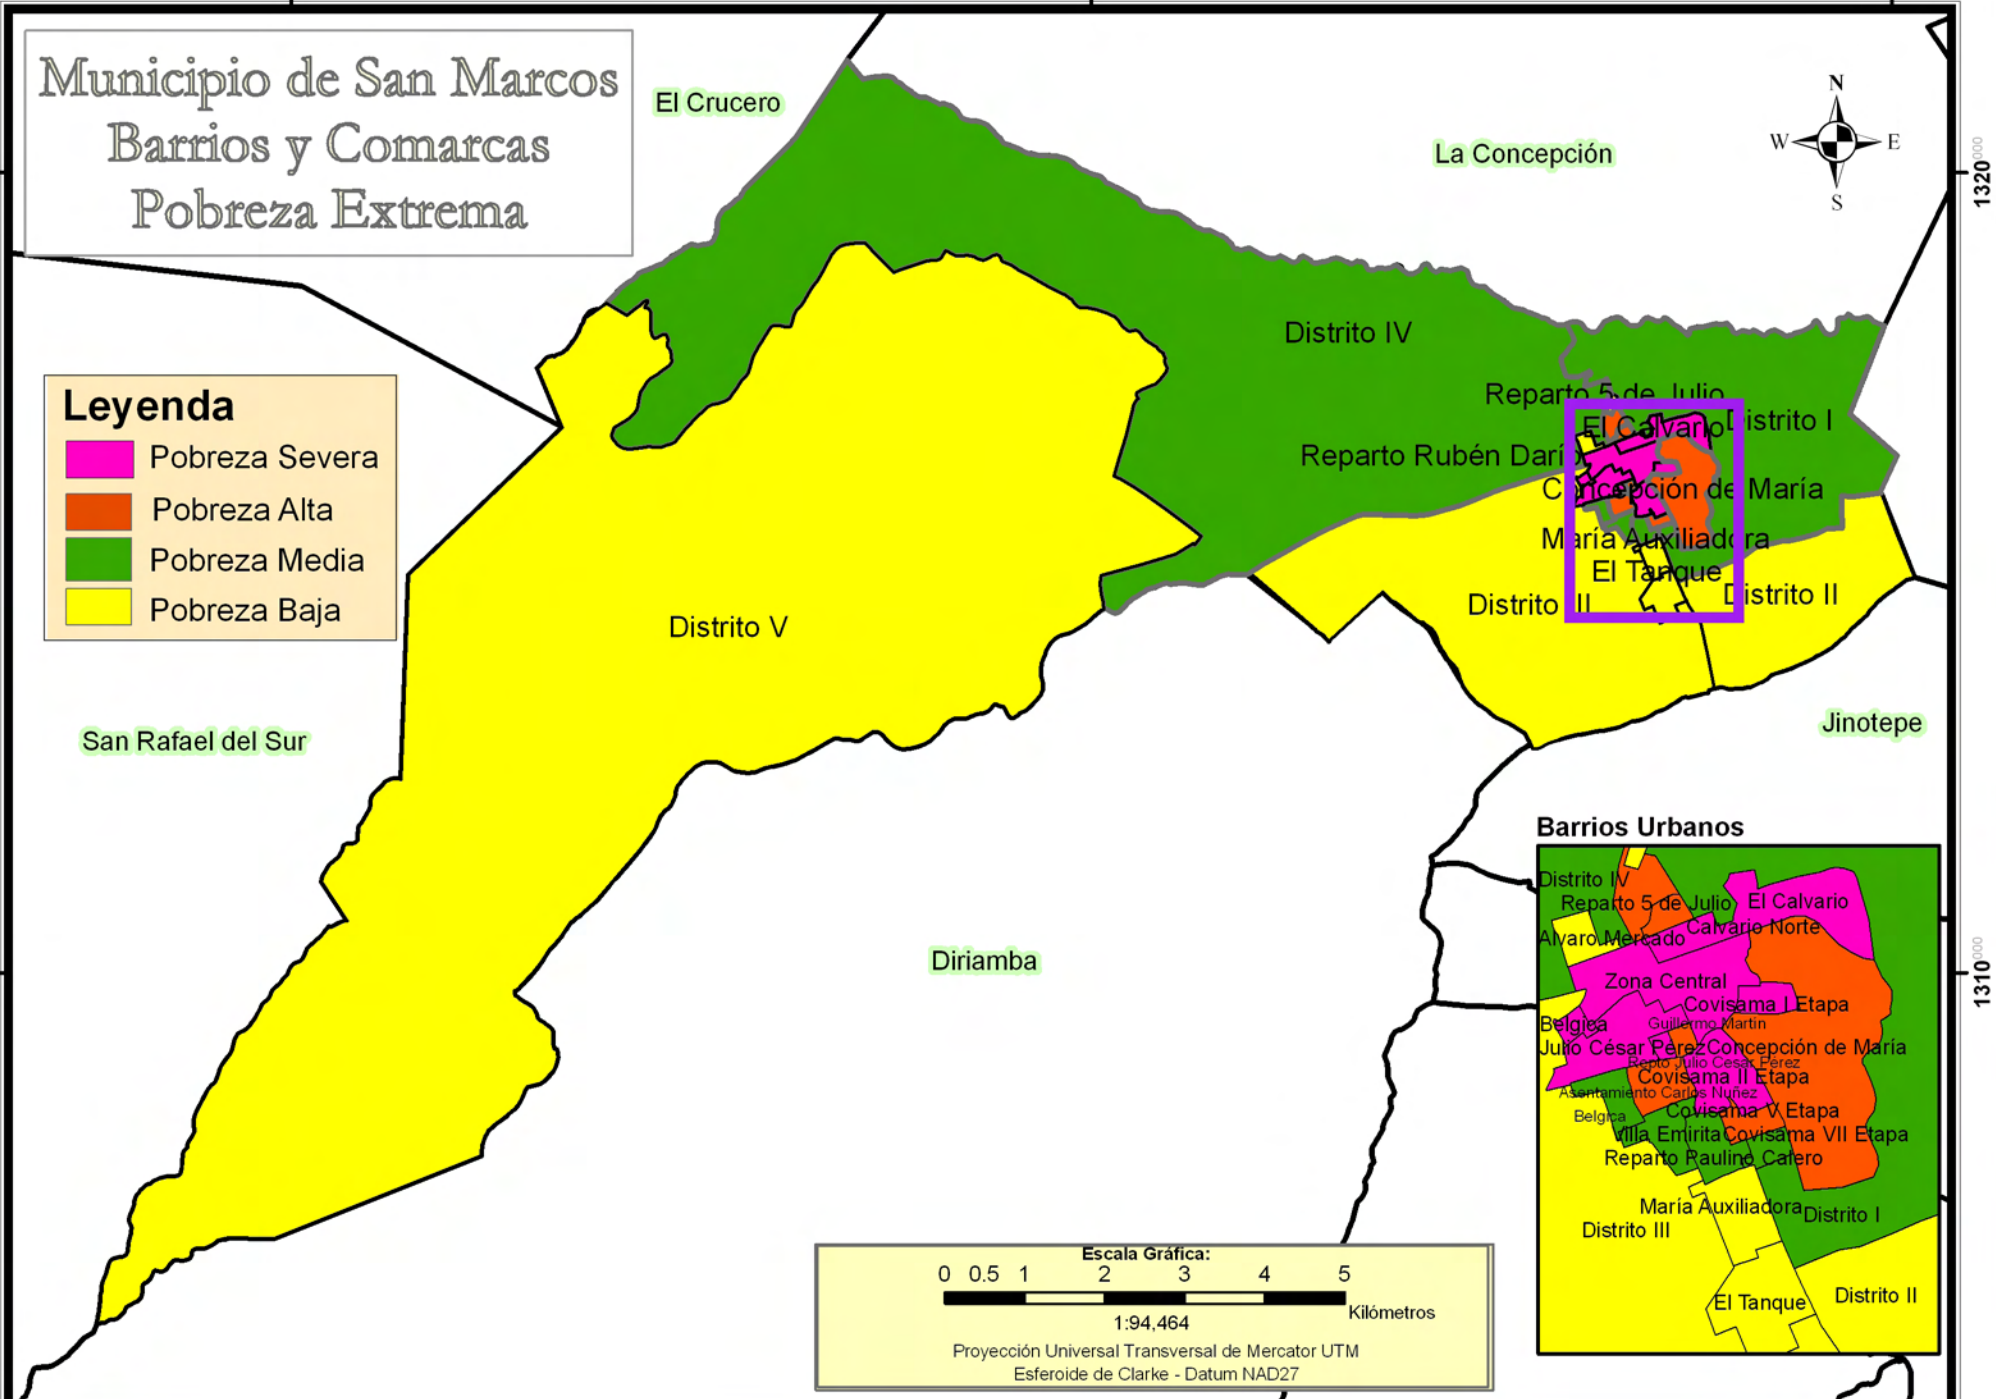 Municipio de San Marcos
Barrios y Comarcas
Pobreza Extrema
El Crucero
La Concepción
N
W E
S
1320000
Distrito IV
Reparto 5 de Julio
El Calvario
Distrito I
Reparto Rubén Darío
Concepción de María
María Auxiliadora
El Tanque
Distrito II
Distrito III
Leyenda
Pobreza Severa
Pobreza Alta
Pobreza Media
Pobreza Baja
Distrito V
San Rafael del Sur
Jinotepe
Diriamba
1310000
Barrios Urbanos
Distrito IV
Reparto 5 de Julio
El Calvario
Calvario Norte
Alvaro Mercado
Zona Central
Covisama I Etapa
Belgica
Guillermo Martin
Julio César Pérez
Concepción de María
Repto Julio Cesar Perez
Covisama II Etapa
Asentamiento Carlos Nuñez
Covisama V Etapa
Belgica
Villa Emirita
Covisama VII Etapa
Reparto Paulino Calero
María Auxiliadora
Distrito I
Distrito III
El Tanque
Distrito II
Escala Gráfica:
0 0.5 1 2 3 4 5
Kilómetros
1:94,464
Proyección Universal Transversal de Mercator UTM
Esferoide de Clarke - Datum NAD27